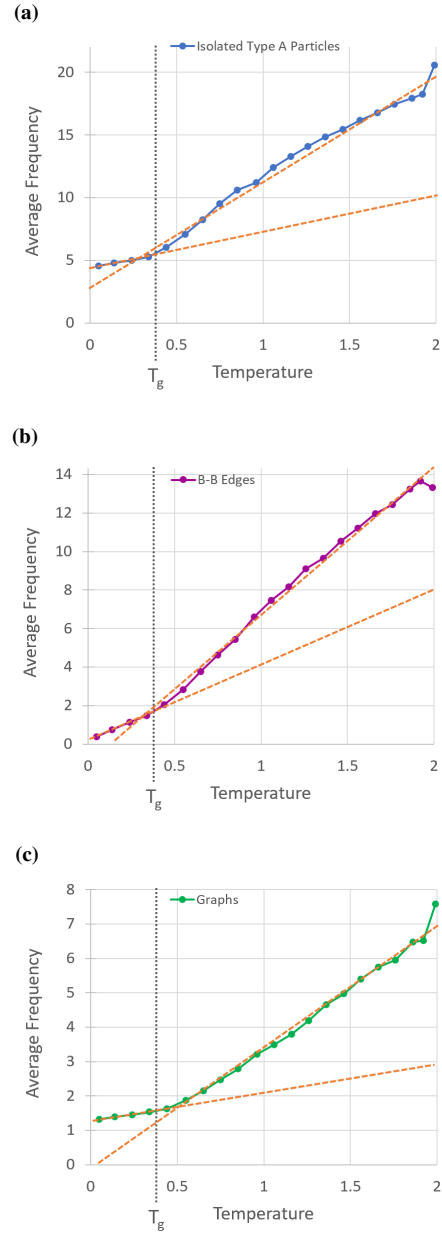 (a)
Isolated Type A Particles
Average Frequency
20
15
10
5
0
0 0.5 1 1.5 2
Tg
Temperature
(b)
B-B Edges
Average Frequency
14
12
10
8
6
4
2
0
0 0.5 1 1.5 2
Tg
Temperature
(c)
Graphs
Average Frequency
8
7
6
5
4
3
2
1
0
0 0.5 1 1.5 2
Tg
Temperature